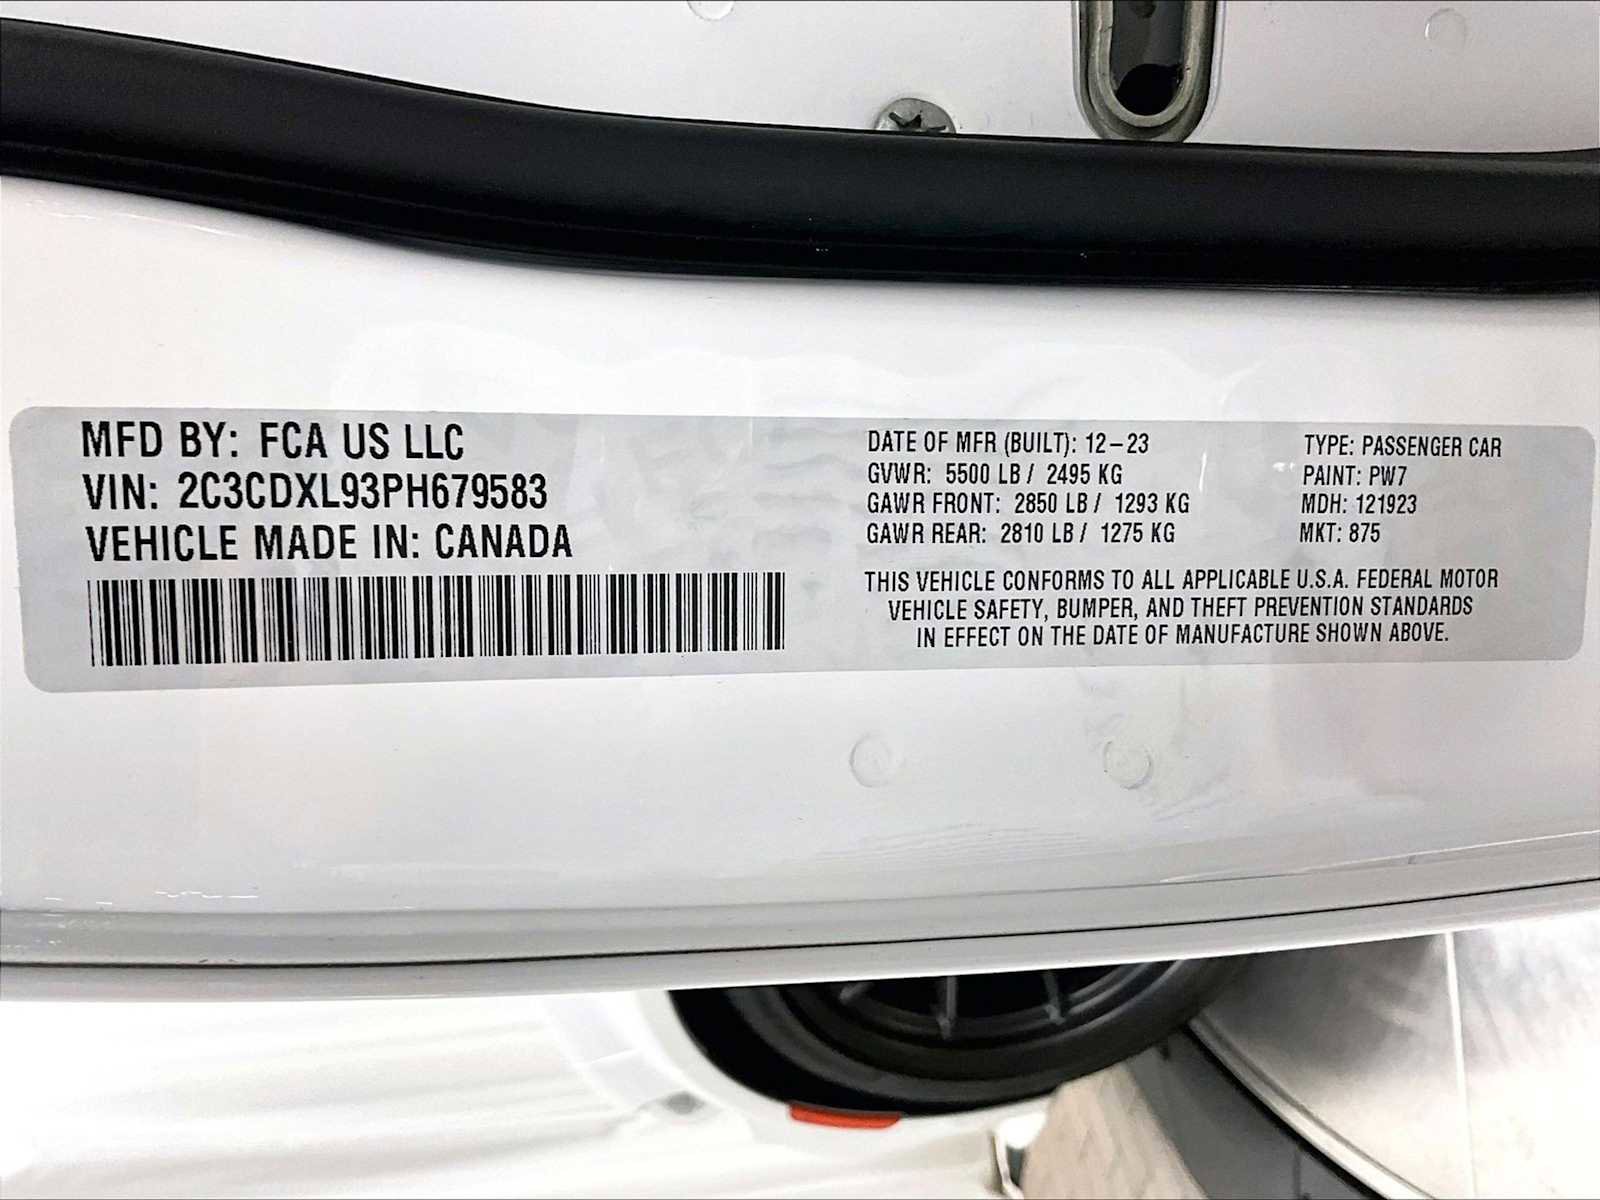 MFD BY: FCA US LLC
VIN: 2C3CDXL93PH679583
VEHICLE MADE IN: CANADA
DATE OF MFR (BUILT): 12-23
GVWR: 5500 LB / 2495 KG
GAWR FRONT: 2850 LB / 1293 KG
GAWR REAR: 2810 LB / 1275 KG
TYPE: PASSENGER CAR
PAINT: PW7
MDH: 121923
MKT: 875
THIS VEHICLE CONFORMS TO ALL APPLICABLE U.S.A. FEDERAL MOTOR
VEHICLE SAFETY, BUMPER, AND THEFT PREVENTION STANDARDS
IN EFFECT ON THE DATE OF MANUFACTURE SHOWN ABOVE.